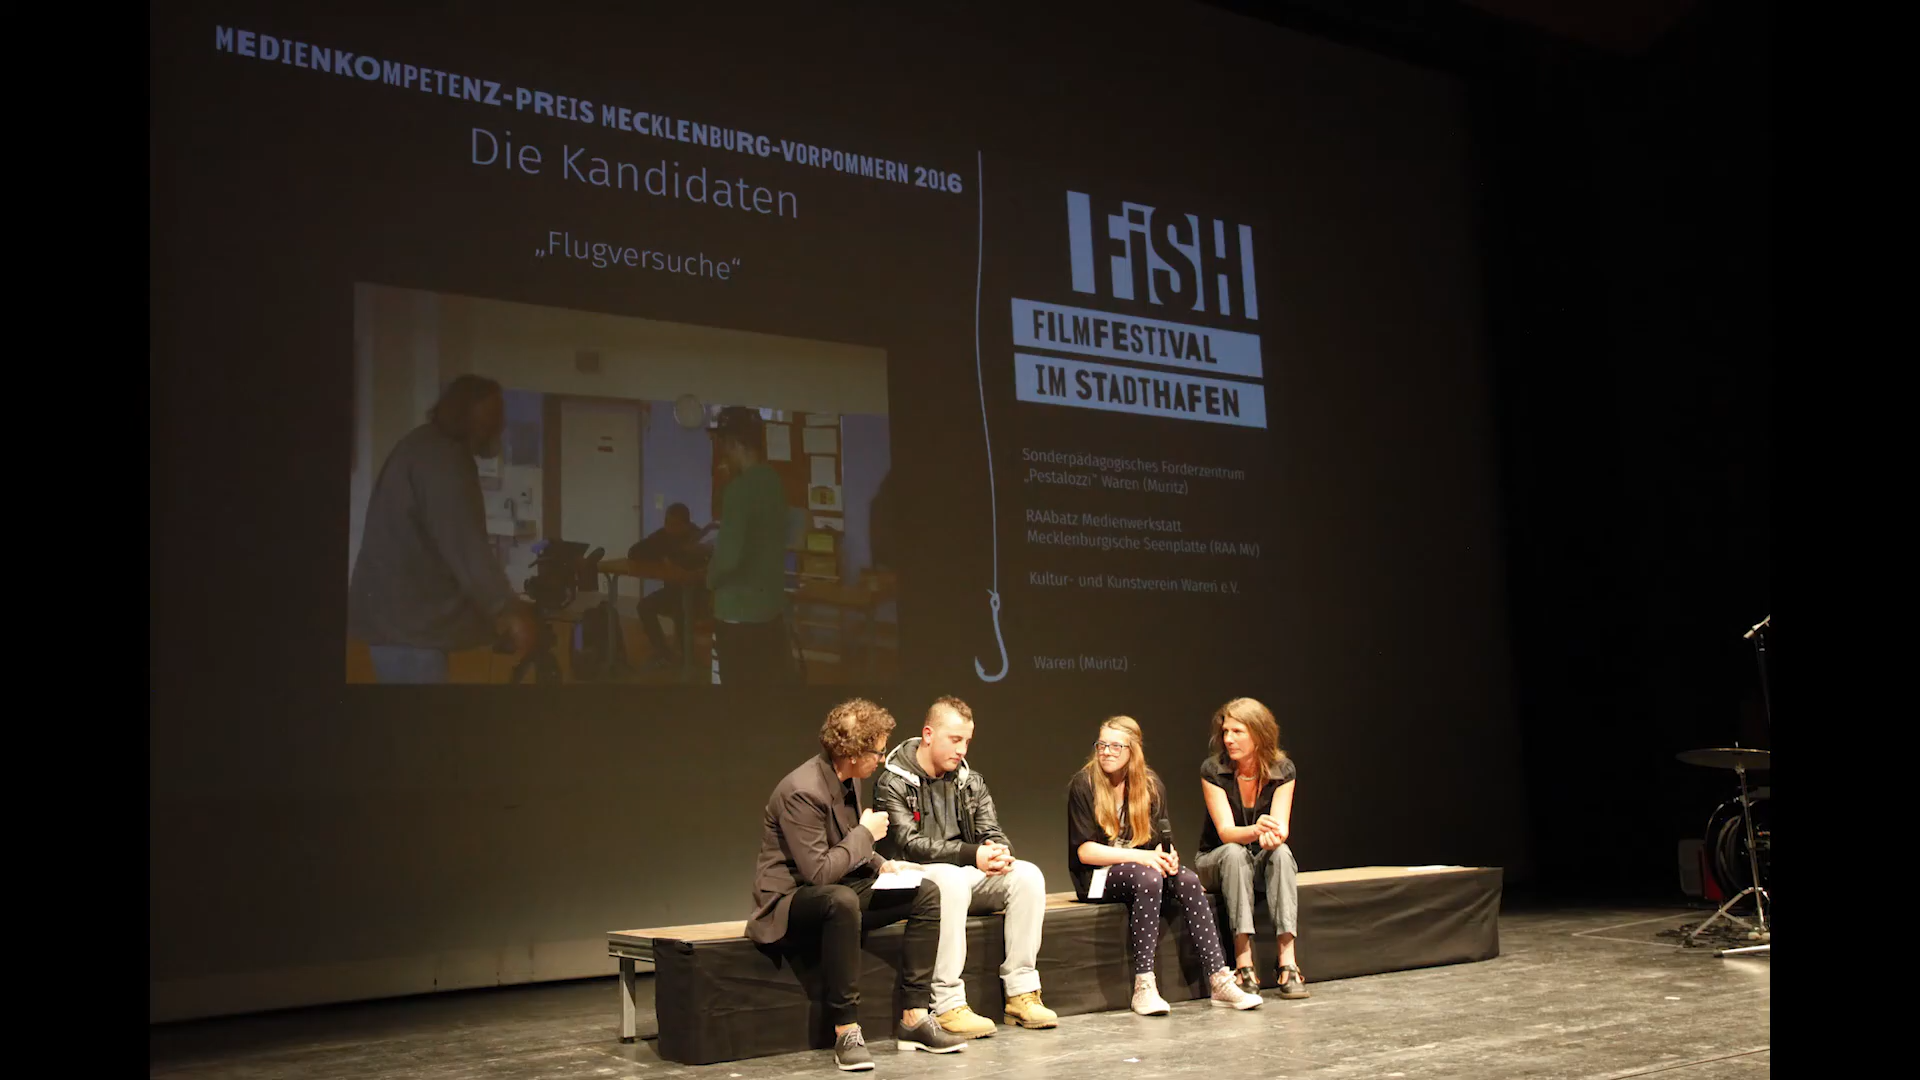 MEDIENKOMPETENZ-PREIS MECKLENBURG-VORPOMMERN 2016
Die Kandidaten
„Flugversuche“
FiSH
FILMFESTIVAL
IM STADTHAFEN
Sonderpädagogisches Förderzentrum
„Pestalozzi“ Waren (Müritz)
RAAbatz Medienwerkstatt
Mecklenburgische Seenplatte (RAA MV)
Kultur- und Kunstverein Waren e.V.
Waren (Müritz)